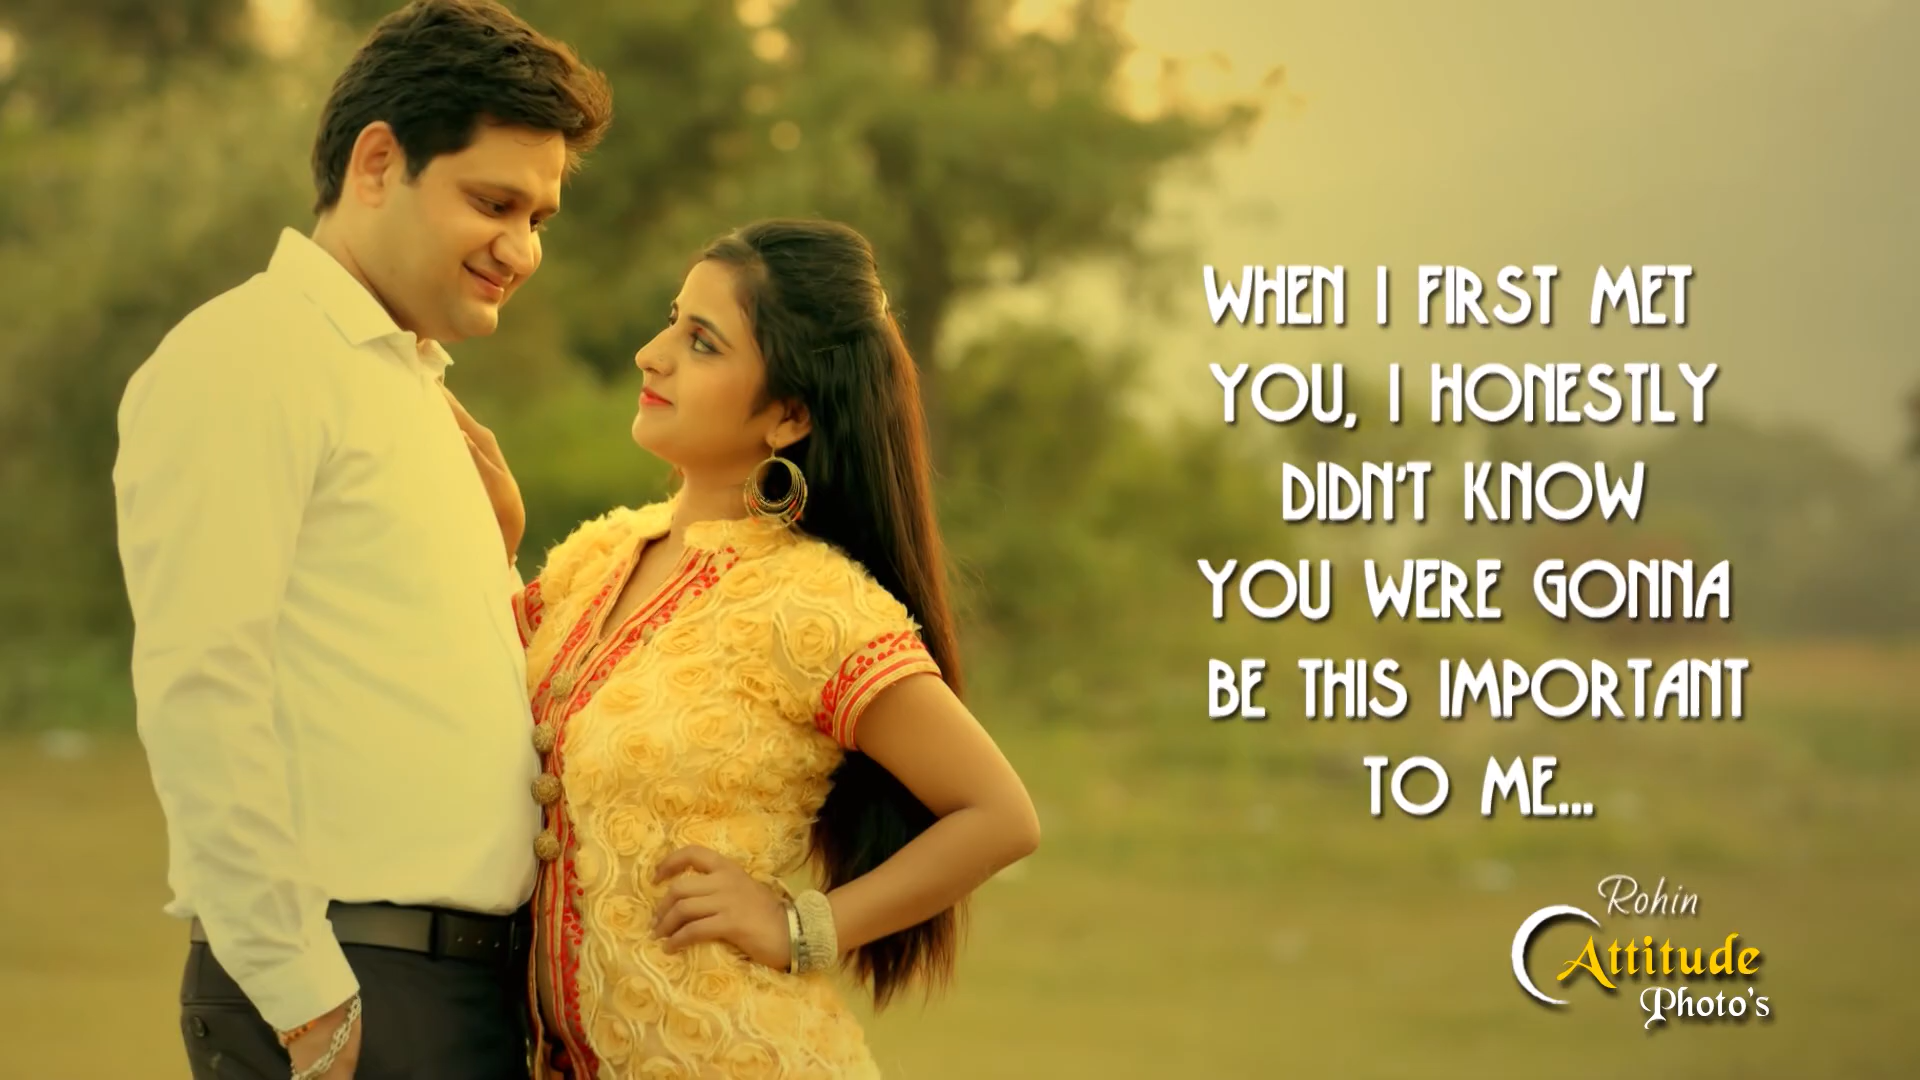 WHEN I FIRST MET
YOU, I HONESTLY
DIDN'T KNOW
YOU WERE GONNA
BE THIS IMPORTANT
TO ME...
Rohin
Attitude
Photo's